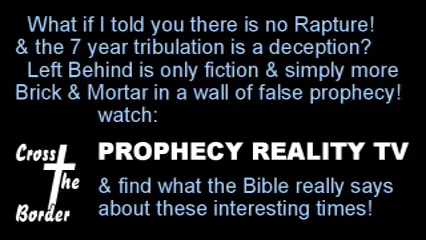 What if I told you there is no Rapture!
& the 7 year tribulation is a deception?
Left Behind is only fiction & simply more
Brick & Mortar in a wall of false prophecy!
watch:
Cross
the
Border
PROPHECY REALITY TV
& find what the Bible really says
about these interesting times!